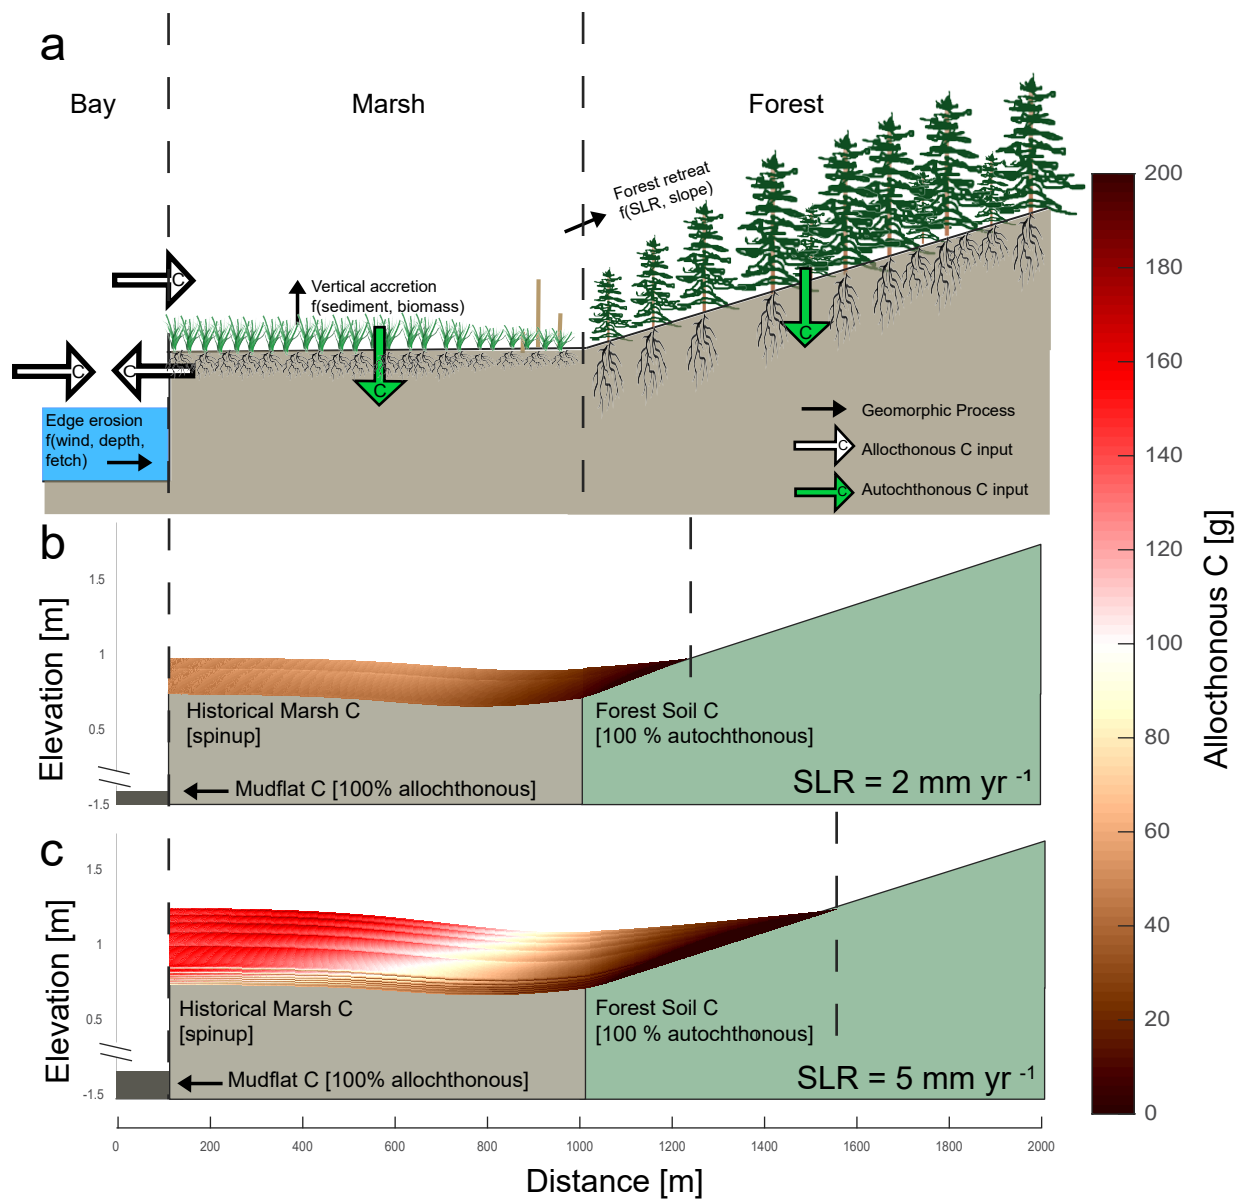 a
Bay
Marsh
Forest
Forest retreat
f(SLR, slope)
C
Vertical accretion
f(sediment, biomass)
C
C
C
C
Edge erosion
f(wind, depth,
fetch)
Geomorphic Process
C
Allocthonous C input
C
Autochthonous C input
200
180
160
140
120
100
80
60
40
20
0
Allocthonous C [g]
b
Elevation [m]
1.5
1
0.5
-1.5
Historical Marsh C
[spinup]
Forest Soil C
[100 % autochthonous]
Mudflat C [100% allochthonous]
SLR = 2 mm yr -1
c
Elevation [m]
1.5
1
0.5
-1.5
Historical Marsh C
[spinup]
Forest Soil C
[100 % autochthonous]
Mudflat C [100% allochthonous]
SLR = 5 mm yr -1
0 200 400 600 800 1000 1200 1400 1600 1800 2000
Distance [m]